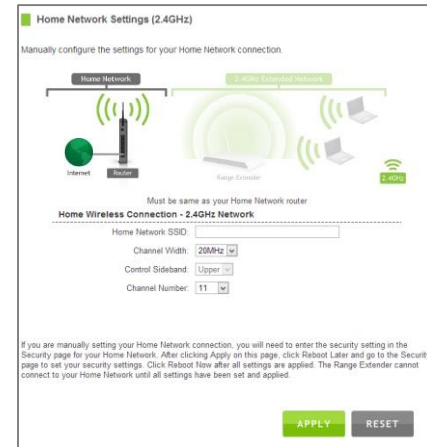 Home Network Settings (2.4GHz)
Manually configure the settings for your Home Network connection.
Home Network
2.4GHz Extended Network
Internet
Router
Range Extender
2.4GHz
Must be same as your Home Network router
Home Wireless Connection - 2.4GHz Network
Home Network SSID:
Channel Width: 20MHz
Control Sideband: Upper
Channel Number: 11
If you are manually setting your Home Network connection, you will need to enter the security setting in the
Security page for your Home Network. After clicking Apply on this page, click Reboot Later and go to the Security
page to set your security settings. Click Reboot Now after all settings are applied. The Range Extender cannot
connect to your Home Network until all settings have been set and applied.
APPLY
RESET